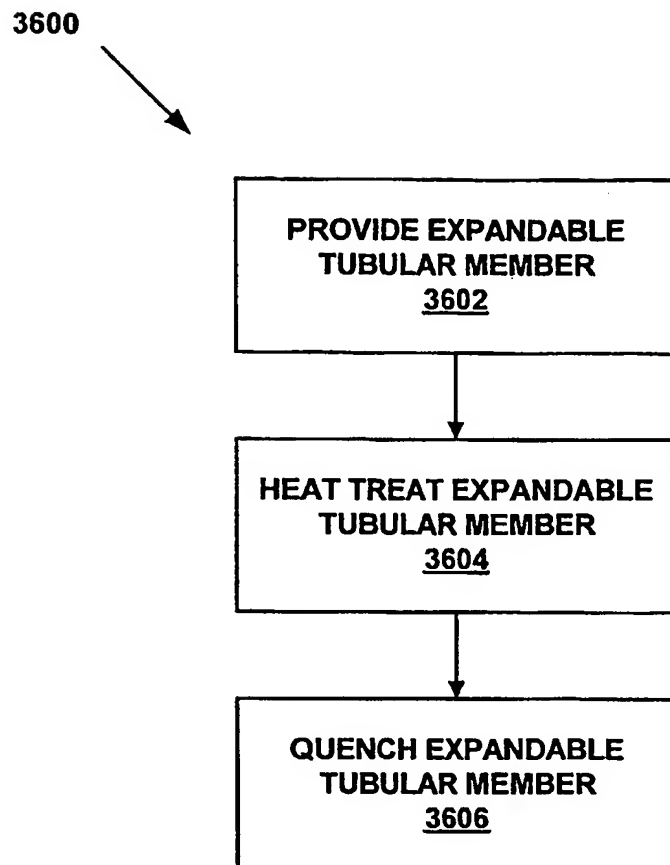 3600
PROVIDE EXPANDABLE
TUBULAR MEMBER
3602
HEAT TREAT EXPANDABLE
TUBULAR MEMBER
3604
QUENCH EXPANDABLE
TUBULAR MEMBER
3606